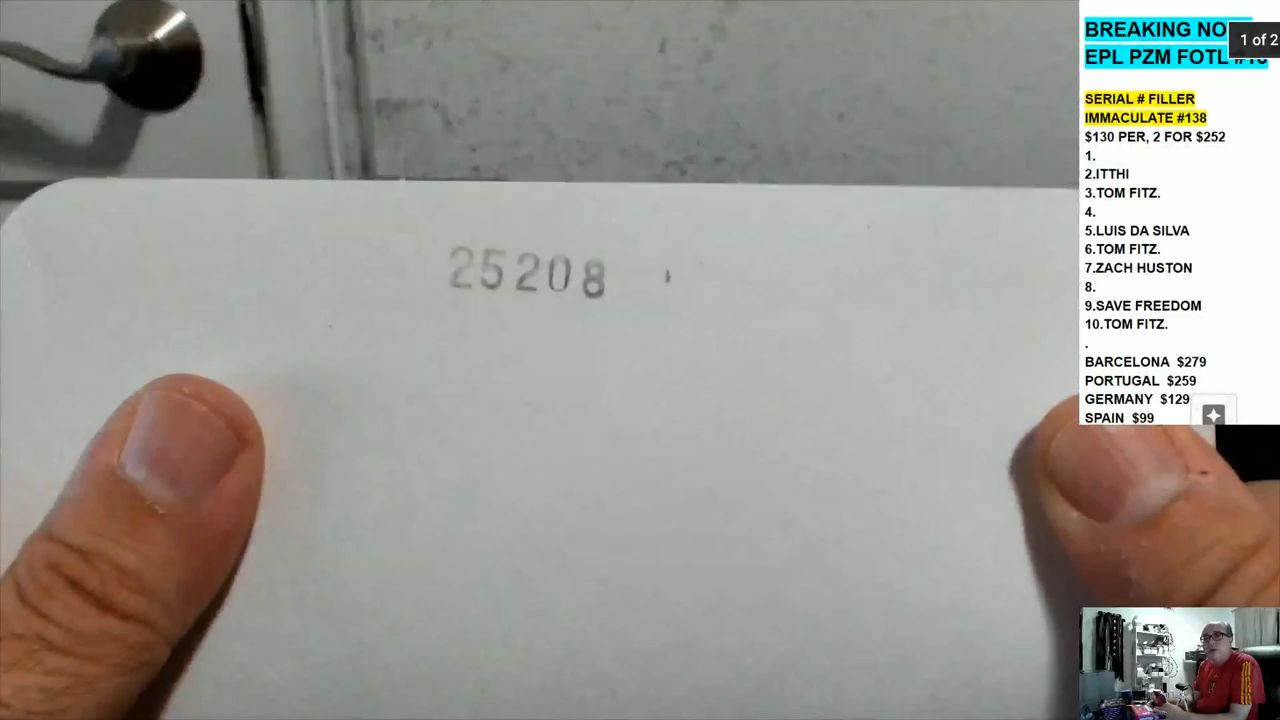 25208
BREAKING NO
1 of 2
EPL PZM FOTL
SERIAL # FILLER
IMMACULATE #138
$130 PER, 2 FOR $252
1.
2.ITTHI
3.TOM FITZ.
4.
5.LUIS DA SILVA
6.TOM FITZ.
7.ZACH HUSTON
8.
9.SAVE FREEDOM
10.TOM FITZ.
.
BARCELONA $279
PORTUGAL $259
GERMANY $129
SPAIN $99